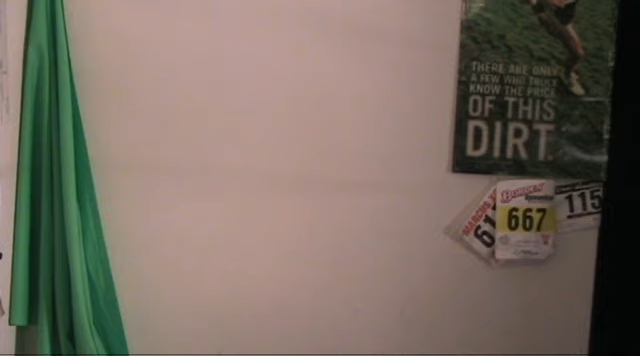 THERE ARE ONLY
A FEW WHO TRULY
KNOW THE PRICE
OF THIS
DIRT.
667
115